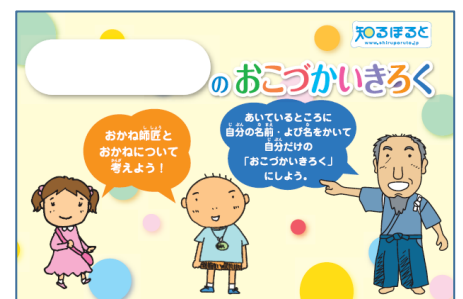 知るぽると
www.shiruporuto.jp
のおこづかいきろく
おかね師匠と
おかねについて
考えよう！
あいているところに
自分の名前・よび名をかいて
自分だけの
「おこづかいきろく」
にしよう。